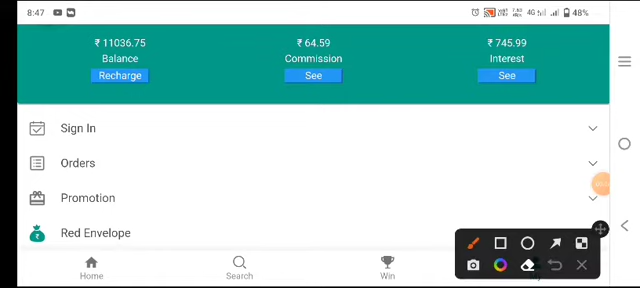 8:47
4G
48%
₹ 11036.75
₹ 64.59
₹ 745.99
Balance
Commission
Interest
Recharge
See
See
Sign In
Orders
Promotion
Red Envelope
Home
Search
Win